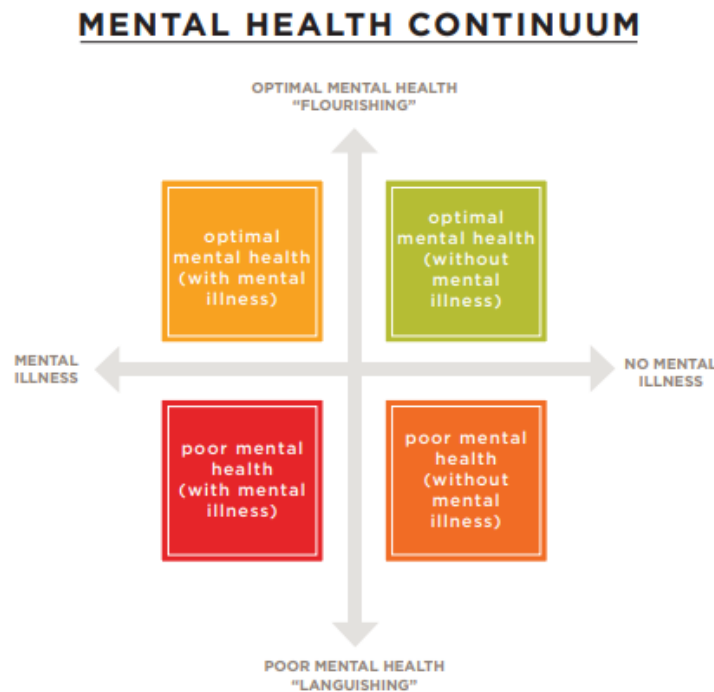 MENTAL HEALTH CONTINUUM
OPTIMAL MENTAL HEALTH
“FLOURISHING”
optimal
mental health
(with mental
illness)
optimal
mental health
(without
mental
illness)
MENTAL
ILLNESS
NO MENTAL
ILLNESS
poor mental
health
(with mental
illness)
poor mental
health
(without
mental
illness)
POOR MENTAL HEALTH
“LANGUISHING”